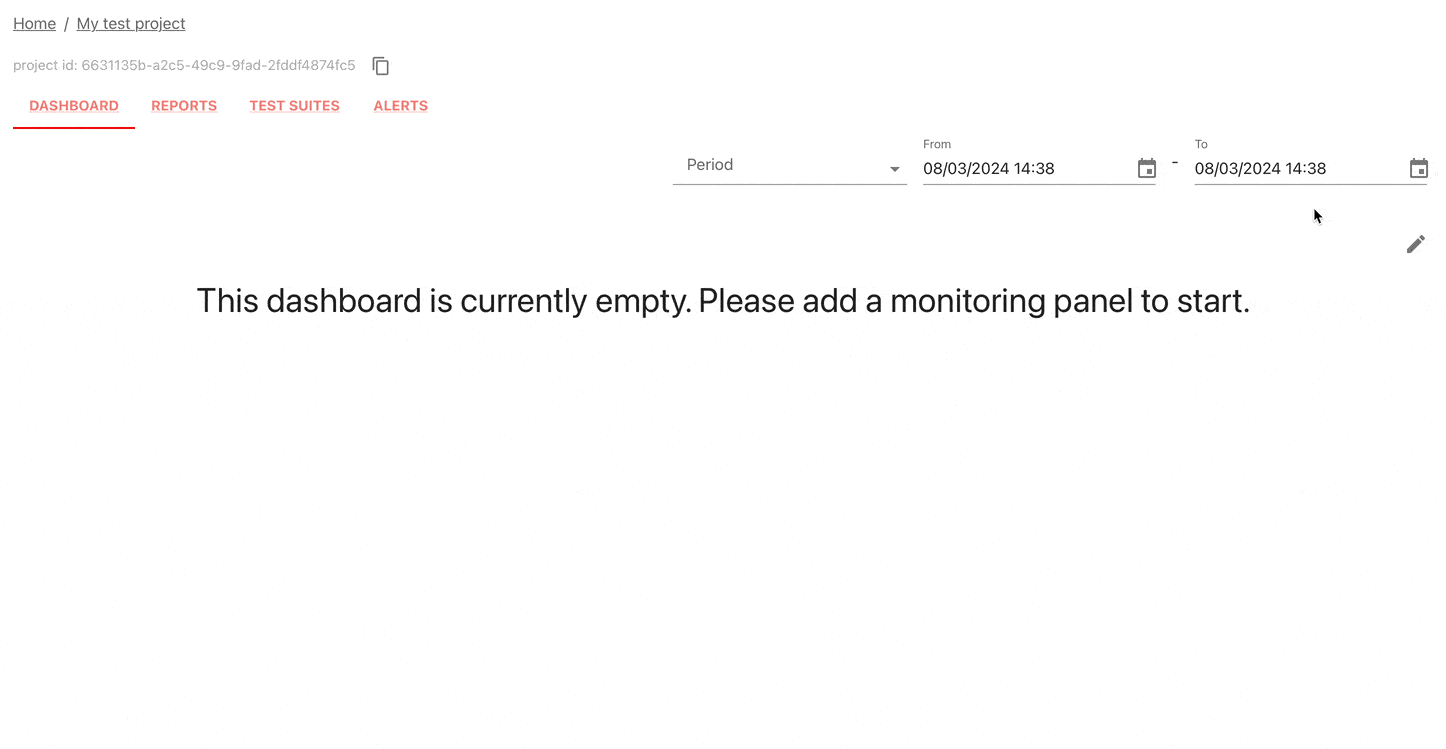 Home / My test project
project id: 6631135b-a2c5-49c9-9fad-2fddf4874fc5
DASHBOARD REPORTS TEST SUITES ALERTS
Period
From
08/03/2024 14:38
-
To
08/03/2024 14:38
This dashboard is currently empty. Please add a monitoring panel to start.